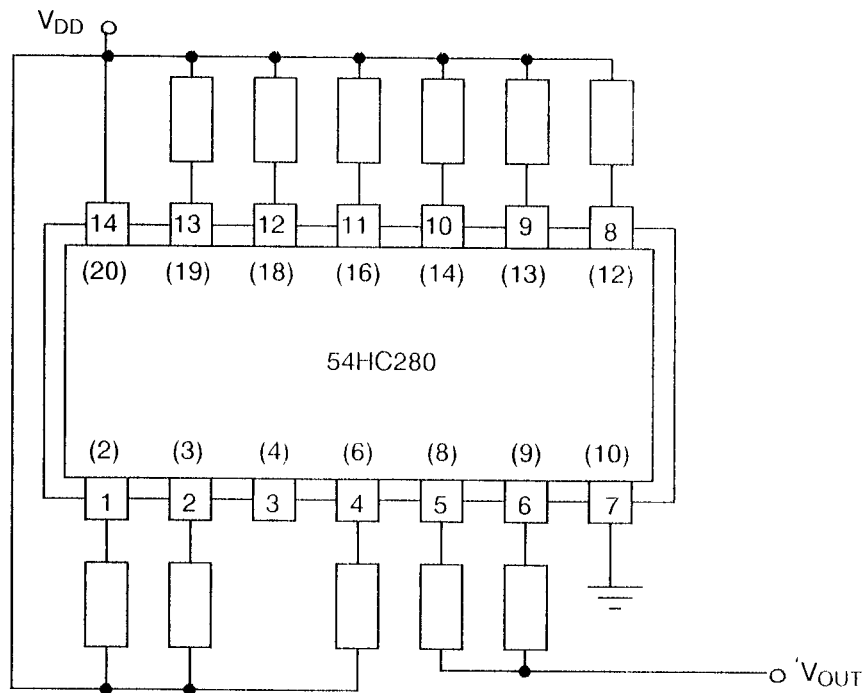 VDD
14 13 12 11 10 9 8
(20) (19) (18) (16) (14) (13) (12)
54HC280
(2) (3) (4) (6) (8) (9) (10)
1 2 3 4 5 6 7
VOUT